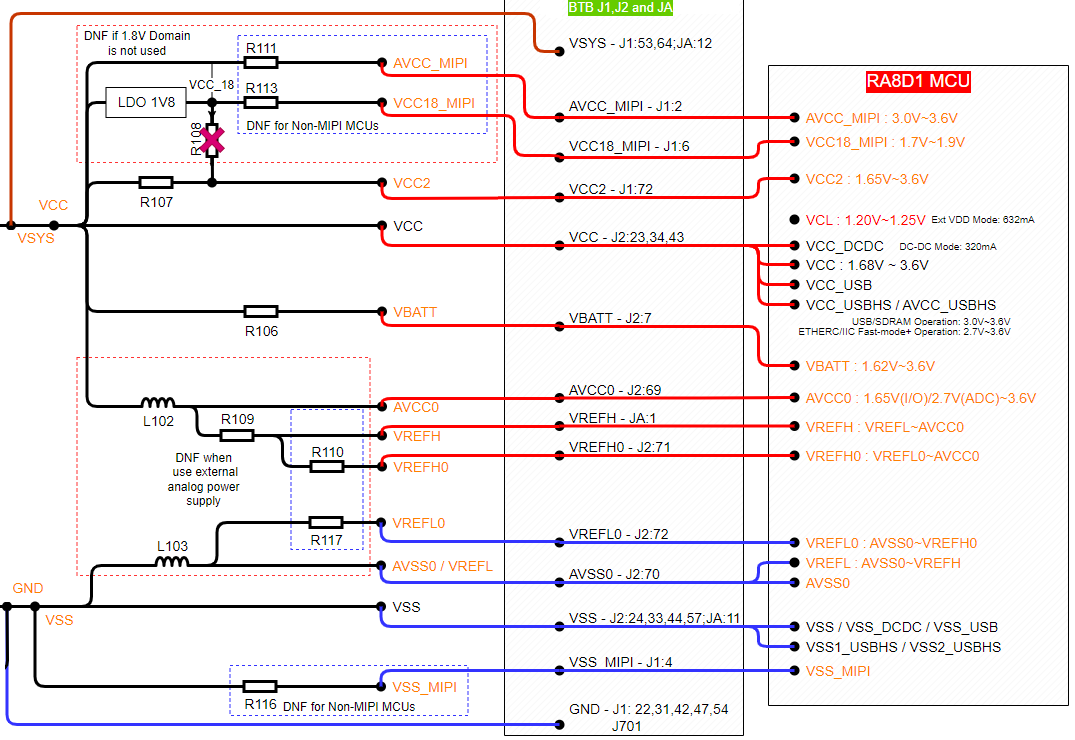 BTB J1,J2 and JA
DNF if 1.8V Domain
is not used
R111
AVCC_MIPI
VSYS - J1:53,64;JA:12
RA8D1 MCU
VCC_18
LDO 1V8
R113
VCC18_MIPI
DNF for Non-MIPI MCUs
R108
AVCC_MIPI - J1:2
AVCC_MIPI : 3.0V~3.6V
VCC18_MIPI - J1:6
VCC18_MIPI : 1.7V~1.9V
R107
VCC2
VCC2 - J1:72
VCC2 : 1.65V~3.6V
VCC
VSYS
VCC
VCC - J2:23,34,43
VCL : 1.20V~1.25V Ext VDD Mode: 632mA
VCC_DCDC DC-DC Mode: 320mA
VCC : 1.68V ~ 3.6V
VCC_USB
VCC_USBHS / AVCC_USBHS
USB/SDRAM Operation: 3.0V~3.6V
ETHERC/IIC Fast-mode+ Operation: 2.7V~3.6V
R106
VBATT
VBATT - J2:7
VBATT : 1.62V~3.6V
L102
AVCC0
AVCC0 - J2:69
AVCC0 : 1.65V(I/O)/2.7V(ADC)~3.6V
R109
VREFH
VREFH - JA:1
VREFH : VREFL~AVCC0
R110
VREFH0
VREFH0 - J2:71
VREFH0 : VREFL0~AVCC0
DNF when
use external
analog power
supply
R117
VREFL0
VREFL0 - J2:72
VREFL0 : AVSS0~VREFH0
L103
AVSS0 / VREFL
AVSS0 - J2:70
VREFL : AVSS0~VREFH
AVSS0
GND
VSS
VSS
VSS - J2:24,33,44,57;JA:11
VSS / VSS_DCDC / VSS_USB
VSS1_USBHS / VSS2_USBHS
R116
DNF for Non-MIPI MCUs
VSS_MIPI
VSS_MIPI - J1:4
VSS_MIPI
GND - J1: 22,31,42,47,54
J701